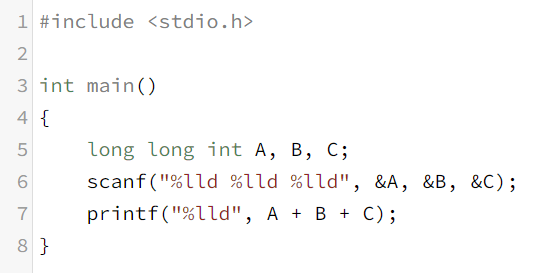 1 #include <stdio.h>
2
3 int main()
4 {
5     long long int A, B, C;
6     scanf("%lld %lld %lld", &A, &B, &C);
7     printf("%lld", A + B + C);
8 }